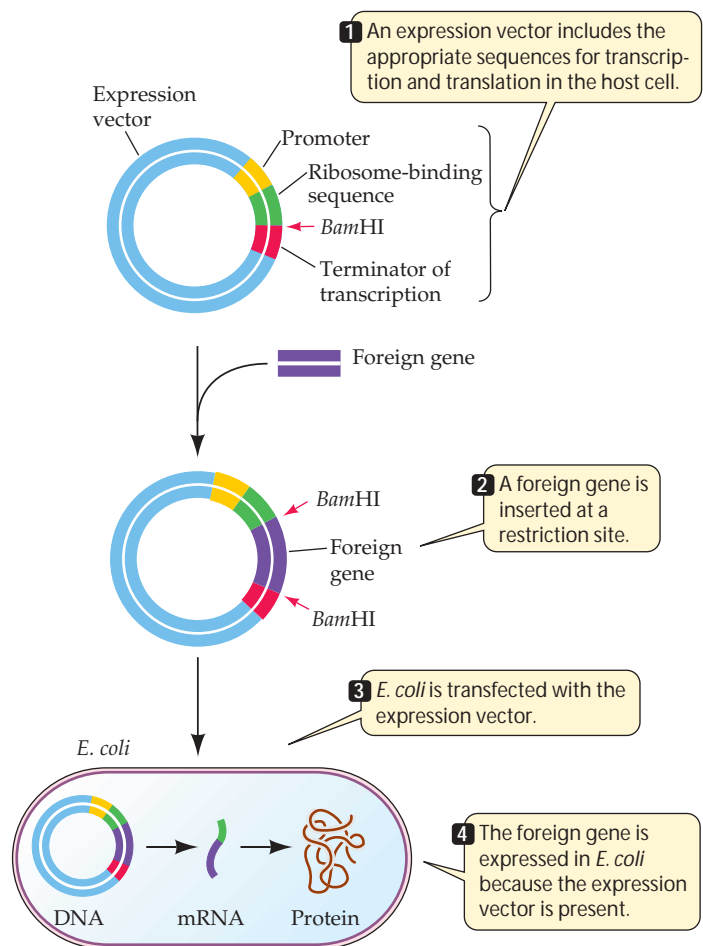 1 An expression vector includes the
appropriate sequences for transcrip-
tion and translation in the host cell.
Expression
vector
Promoter
Ribosome-binding
sequence
BamHI
Terminator of
transcription
Foreign gene
BamHI
2 A foreign gene is
inserted at a
restriction site.
Foreign
gene
BamHI
3 E. coli is transfected with the
expression vector.
E. coli
4 The foreign gene is
expressed in E. coli
because the expression
vector is present.
DNA
mRNA
Protein